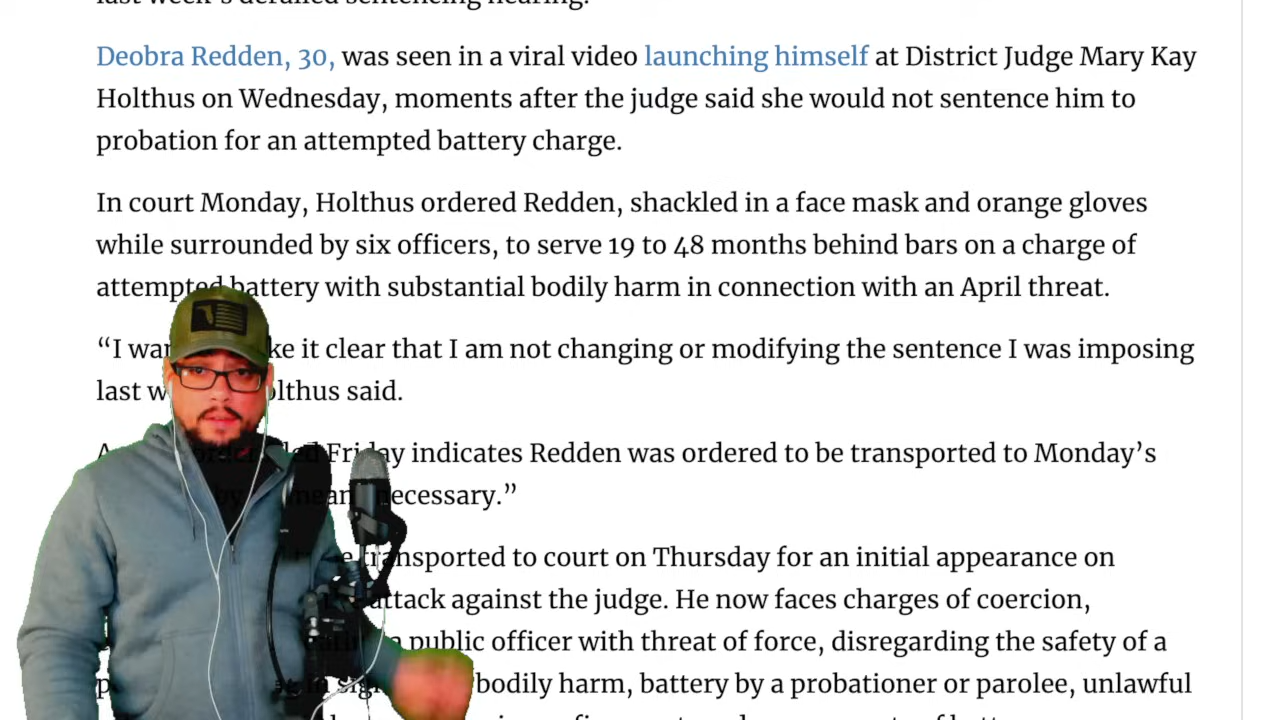 Deobra Redden, 30, was seen in a viral video launching himself at District Judge Mary Kay
Holthus on Wednesday, moments after the judge said she would not sentence him to
probation for an attempted battery charge.
In court Monday, Holthus ordered Redden, shackled in a face mask and orange gloves
while surrounded by six officers, to serve 19 to 48 months behind bars on a charge of
attempted battery with substantial bodily harm in connection with an April threat.
“I ke it clear that I am not changing or modifying the sentence I was imposing
last olthus said.
Friday indicates Redden was ordered to be transported to Monday’s
by mean necessary.”
transported to court on Thursday for an initial appearance on
attack against the judge. He now faces charges of coercion,
a public officer with threat of force, disregarding the safety of a
bodily harm, battery by a probationer or parolee, unlawful